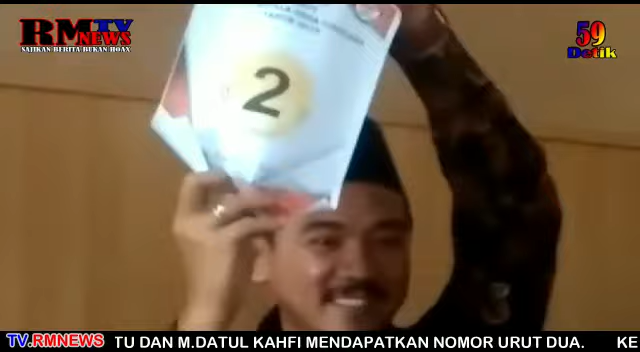 RMTV
NEWS
SAHKAN BERITA BUKAN HOAX
59
Detik
2
TV.RMNEWS
TU DAN M.DATUL KAHFI MENDAPATKAN NOMOR URUT DUA.
KE